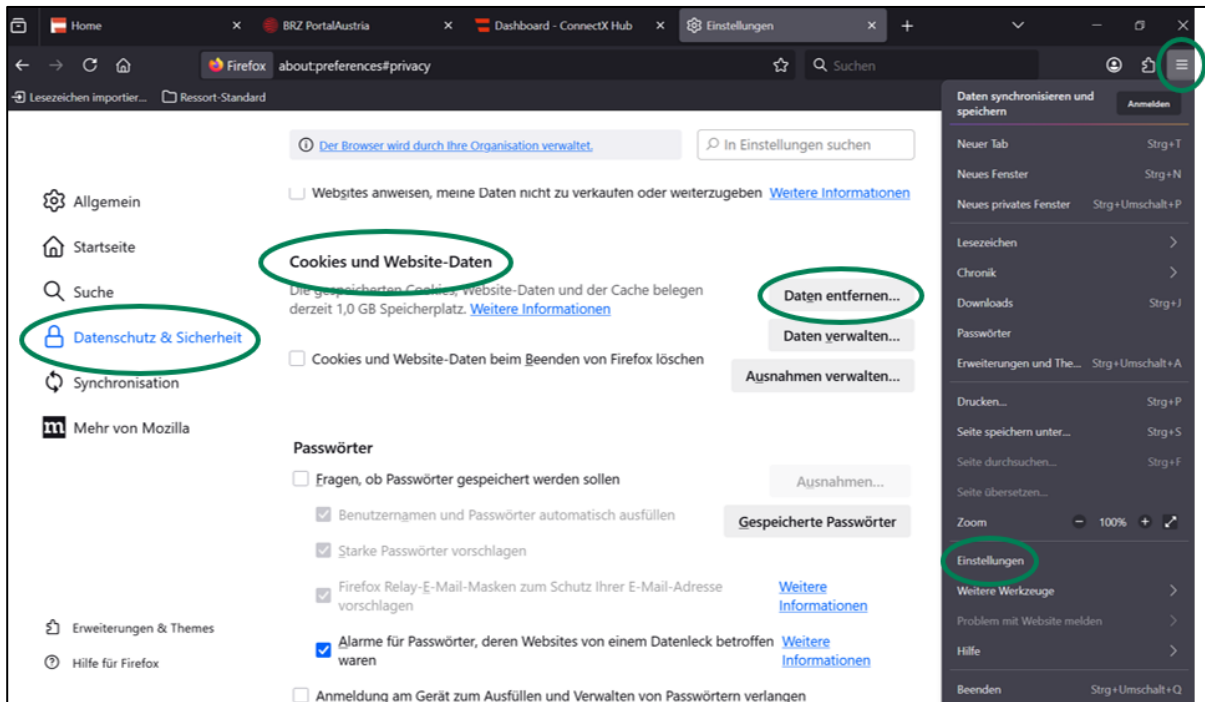 Home
BRZ PortalAustria
Dashboard - ConnectX Hub
Einstellungen
Firefox about:preferences#privacy
Suchen
Lesezeichen importier...
Ressort-Standard
Der Browser wird durch Ihre Organisation verwaltet.
In Einstellungen suchen
Allgemein
Startseite
Suche
Datenschutz & Sicherheit
Synchronisation
Mehr von Mozilla
Erweiterungen & Themes
Hilfe für Firefox
Websites anweisen, meine Daten nicht zu verkaufen oder weiterzugeben Weitere Informationen
Cookies und Website-Daten
Die gespeicherten Cookies, Website-Daten und der Cache belegen
derzeit 1,0 GB Speicherplatz. Weitere Informationen
Daten entfernen...
Daten verwalten...
Cookies und Website-Daten beim Beenden von Firefox löschen
Ausnahmen verwalten...
Passwörter
Fragen, ob Passwörter gespeichert werden sollen
Ausnahmen...
Benutzernamen und Passwörter automatisch ausfüllen
Gespeicherte Passwörter
Starke Passwörter vorschlagen
Firefox Relay-E-Mail-Masken zum Schutz Ihrer E-Mail-Adresse
vorschlagen
Weitere
Informationen
Alarme für Passwörter, deren Websites von einem Datenleck betroffen
waren
Weitere
Informationen
Anmeldung am Gerät zum Ausfüllen und Verwalten von Passwörtern verlangen
Daten synchronisieren und
speichern
Anmelden
Neuer Tab Strg+T
Neues Fenster Strg+N
Neues privates Fenster Strg+Umschalt+P
Lesezeichen
Chronik
Downloads Strg+J
Passwörter
Erweiterungen und The... Strg+Umschalt+A
Drucken... Strg+P
Seite speichern unter... Strg+S
Seite durchsuchen... Strg+F
Seite übersetzen...
Zoom - 100% +
Einstellungen
Weitere Werkzeuge
Problem mit Website melden
Hilfe
Beenden Strg+Umschalt+Q